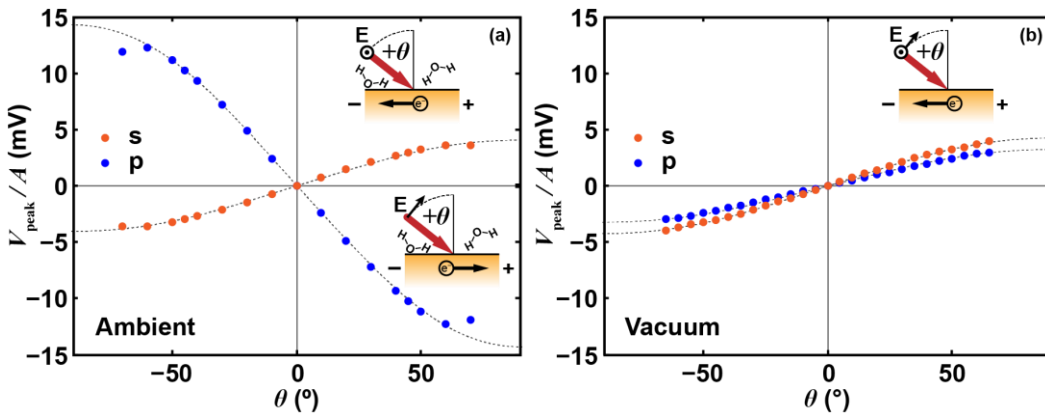 15
10
5
0
−5
−10
−15
V_peak/A (mV)
(a)
E
+θ
H O H
H O H
− e⁻ +
s
p
E
+θ
H O H
H O H
− e⁻ +
Ambient
−50 0 50
θ (º)
15
10
5
0
−5
−10
−15
V_peak/A (mV)
(b)
E
+θ
− e⁻ +
s
p
Vacuum
−50 0 50
θ (°)